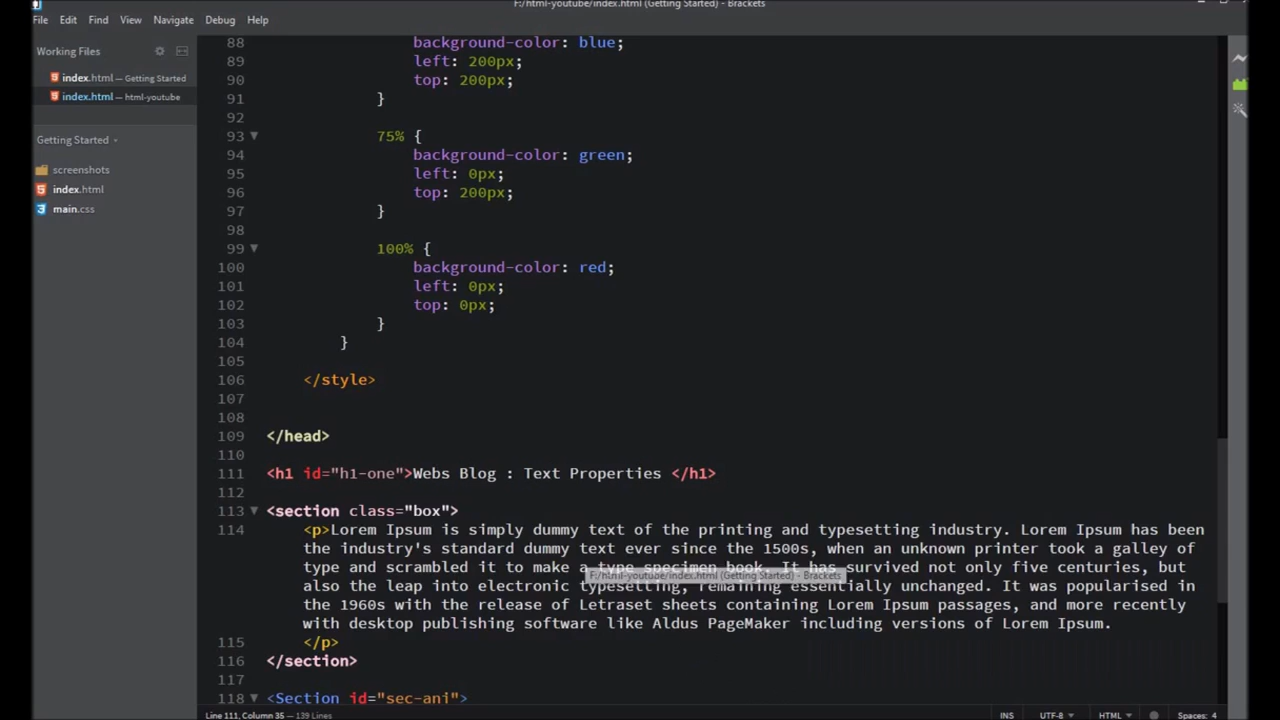 F:/html-youtube/index.html (Getting Started) - Brackets
File Edit Find View Navigate Debug Help
Working Files
index.html — Getting Started
index.html — html-youtube
Getting Started
screenshots
index.html
main.css
88 background-color: blue;
89 left: 200px;
90 top: 200px;
91 }
92
93 75% {
94 background-color: green;
95 left: 0px;
96 top: 200px;
97 }
98
99 100% {
100 background-color: red;
101 left: 0px;
102 top: 0px;
103 }
104 }
105
106 </style>
107
108
109 </head>
110
111 <h1 id="h1-one">Webs Blog : Text Properties </h1>
112
113 <section class="box">
114 <p>Lorem Ipsum is simply dummy text of the printing and typesetting industry. Lorem Ipsum has been
the industry's standard dummy text ever since the 1500s, when an unknown printer took a galley of
type and scrambled it to make a type specimen book. It has survived not only five centuries, but
F:/html-youtube/index.html (Getting Started) - Brackets
also the leap into electronic typesetting, remaining essentially unchanged. It was popularised in
the 1960s with the release of Letraset sheets containing Lorem Ipsum passages, and more recently
with desktop publishing software like Aldus PageMaker including versions of Lorem Ipsum.
115 </p>
116 </section>
117
118 <Section id="sec-ani">
Line 111, Column 35 — 139 Lines
INS UTF-8 HTML Spaces: 4